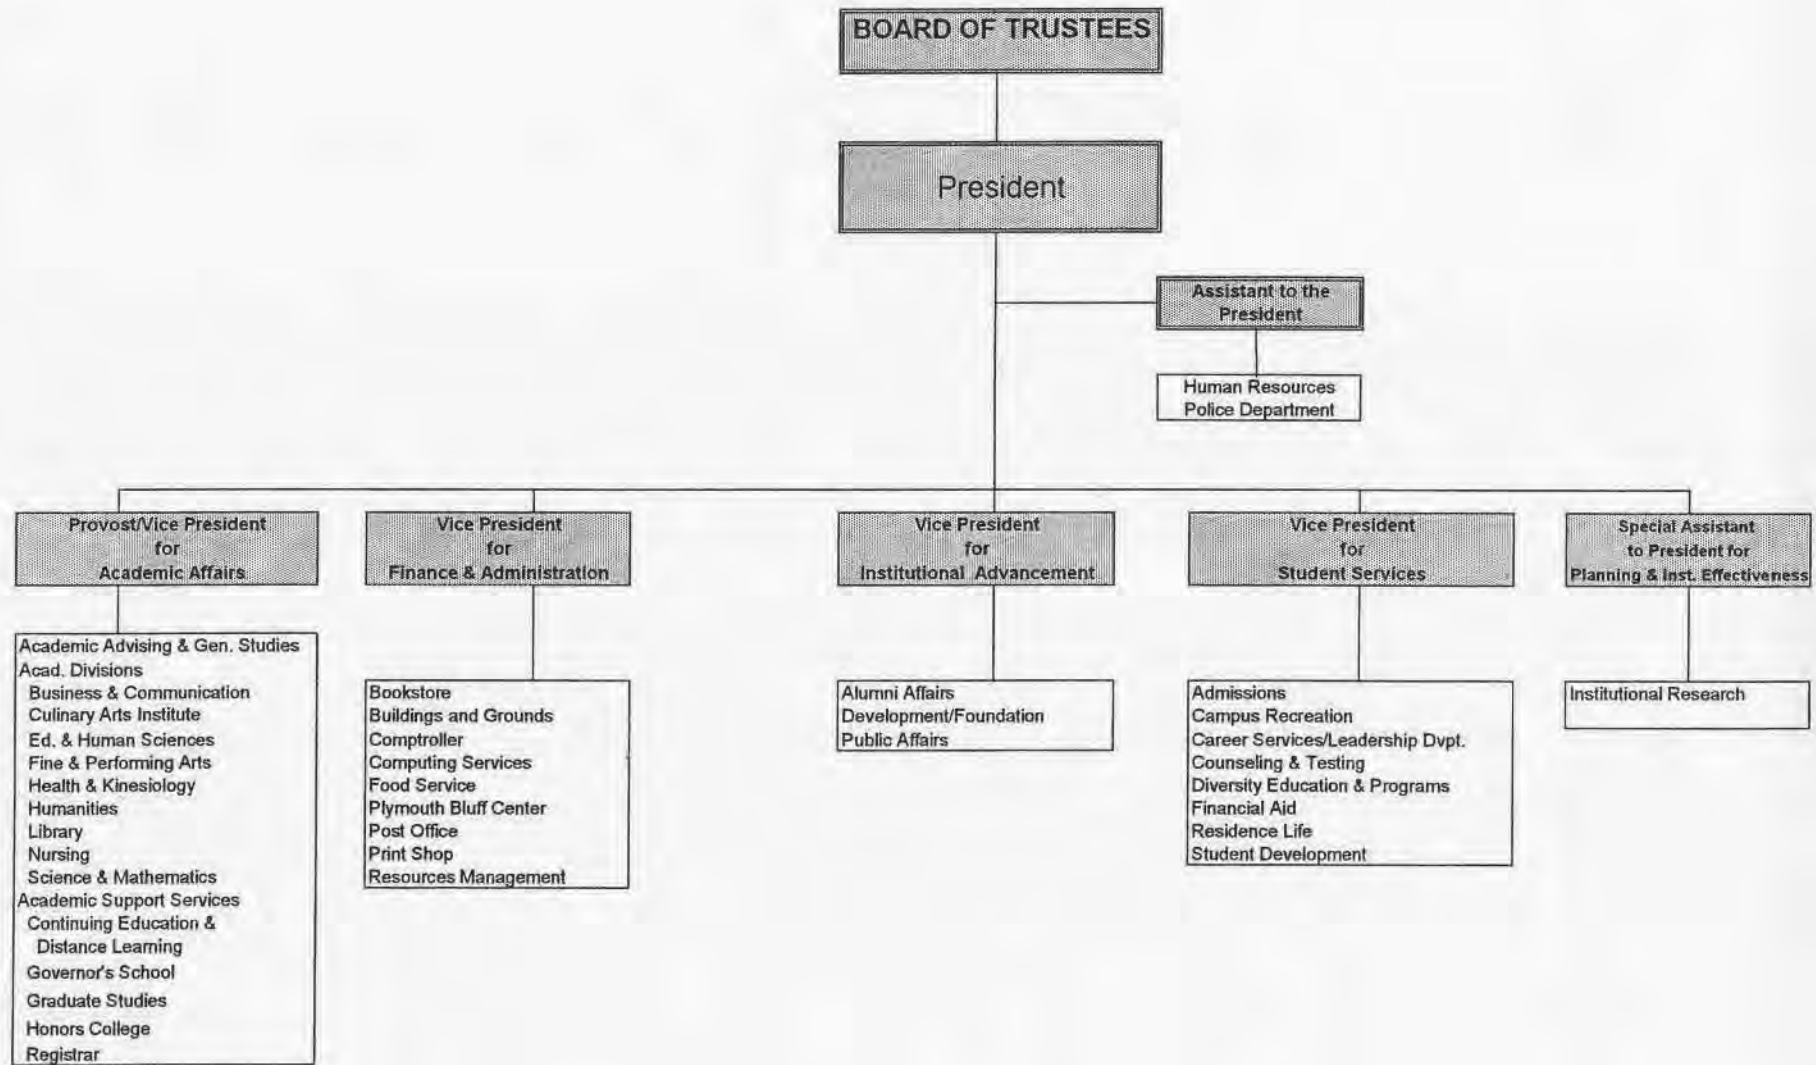 BOARD OF TRUSTEES
President
Assistant to the
President
Human Resources
Police Department
Provost/Vice President
for
Academic Affairs
Academic Advising & Gen. Studies
Acad. Divisions
Business & Communication
Culinary Arts Institute
Ed. & Human Sciences
Fine & Performing Arts
Health & Kinesiology
Humanities
Library
Nursing
Science & Mathematics
Academic Support Services
Continuing Education &
Distance Learning
Governor's School
Graduate Studies
Honors College
Registrar
Vice President
for
Finance & Administration
Bookstore
Buildings and Grounds
Comptroller
Computing Services
Food Service
Plymouth Bluff Center
Post Office
Print Shop
Resources Management
Vice President
for
Institutional Advancement
Alumni Affairs
Development/Foundation
Public Affairs
Vice President
for
Student Services
Admissions
Campus Recreation
Career Services/Leadership Dvpt.
Counseling & Testing
Diversity Education & Programs
Financial Aid
Residence Life
Student Development
Special Assistant
to President for
Planning & Inst. Effectiveness
Institutional Research